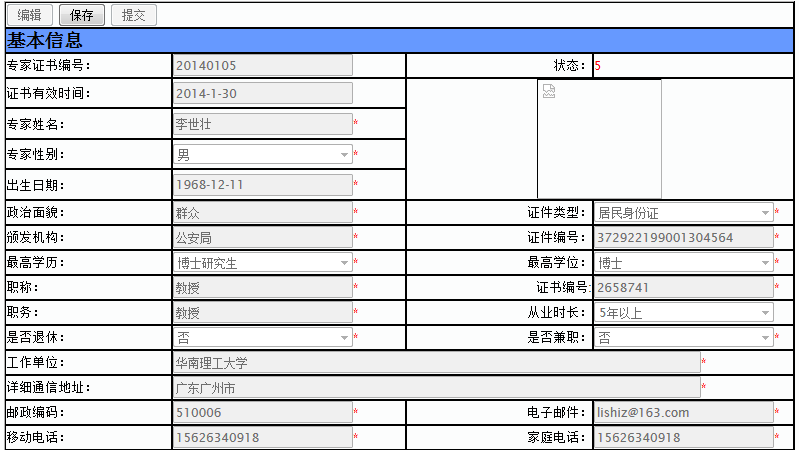 编辑 保存 提交
基本信息
专家证书编号： 20140105 状态： 5
证书有效时间： 2014-1-30
专家姓名： 李世壮 *
专家性别： 男 *
出生日期： 1968-12-11 *
政治面貌： 群众 * 证件类型： 居民身份证 *
颁发机构： 公安局 * 证件编号： 372922199001304564 *
最高学历： 博士研究生 * 最高学位： 博士 *
职称： 教授 * 证书编号: 2658741
职务： 教授 * 从业时长： 5年以上 *
是否退休： 否 * 是否兼职： 否 *
工作单位： 华南理工大学 *
详细通信地址： 广东广州市 *
邮政编码： 510006 * 电子邮件： lishiz@163.com *
移动电话： 15626340918 * 家庭电话： 15626340918 *